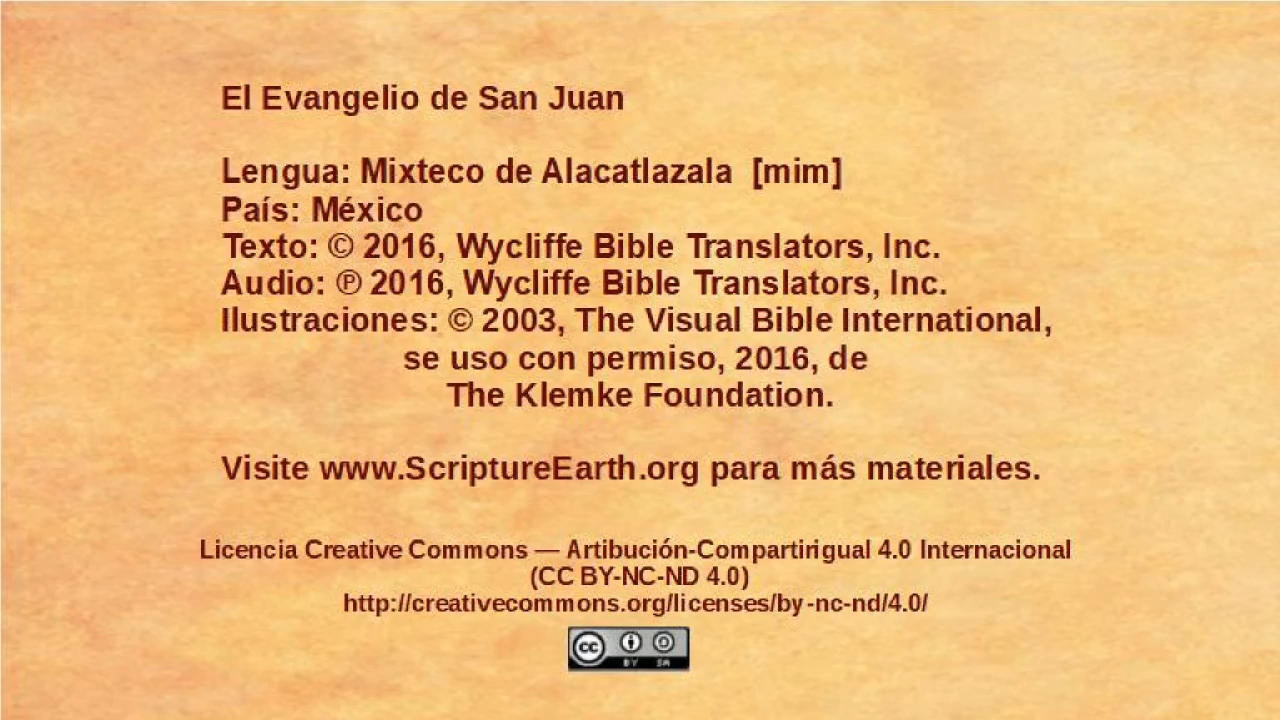 El Evangelio de San Juan
Lengua: Mixteco de Alacatlazala [mim]
País: México
Texto: © 2016, Wycliffe Bible Translators, Inc.
Audio: ℗ 2016, Wycliffe Bible Translators, Inc.
Ilustraciones: © 2003, The Visual Bible International,
se uso con permiso, 2016, de
The Klemke Foundation.
Visite www.ScriptureEarth.org para más materiales.
Licencia Creative Commons — Artibución-Compartirigual 4.0 Internacional
(CC BY-NC-ND 4.0)
http://creativecommons.org/licenses/by-nc-nd/4.0/
cc BY SA